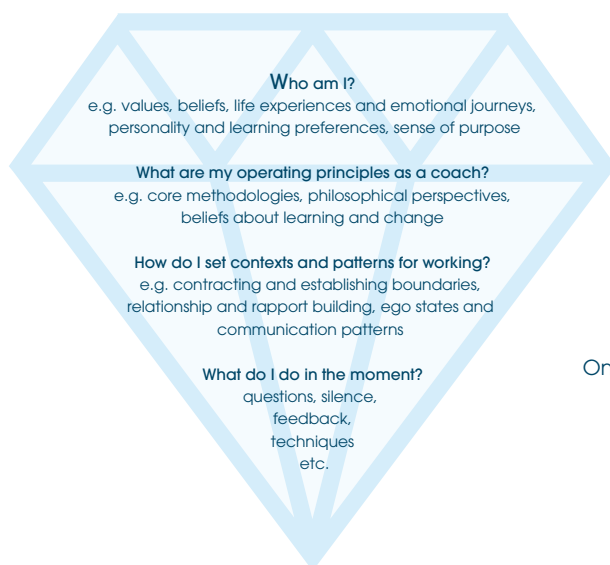 Who am I?
e.g. values, beliefs, life experiences and emotional journeys,
personality and learning preferences, sense of purpose
What are my operating principles as a coach?
e.g. core methodologies, philosophical perspectives,
beliefs about learning and change
How do I set contexts and patterns for working?
e.g. contracting and establishing boundaries,
relationship and rapport building, ego states and
communication patterns
What do I do in the moment?
questions, silence,
feedback,
techniques
etc.
On